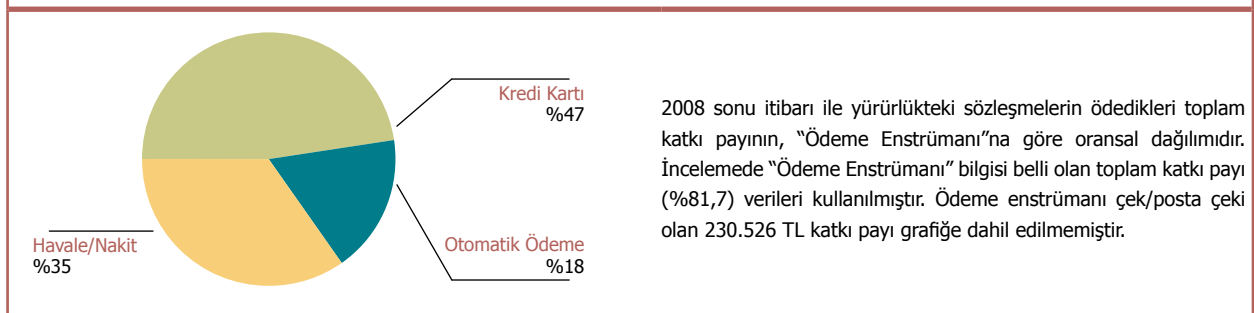 Kredi Kartı
%47
Havale/Nakit
%35
Otomatik Ödeme
%18
2008 sonu itibarı ile yürürlükteki sözleşmelerin ödedikleri toplam
katkı payının, “Ödeme Enstrümanı”na göre oransal dağılımıdır.
İncelemede “Ödeme Enstrümanı” bilgisi belli olan toplam katkı payı
(%81,7) verileri kullanılmıştır. Ödeme enstrümanı çek/posta çeki
olan 230.526 TL katkı payı grafiğe dahil edilmemiştir.